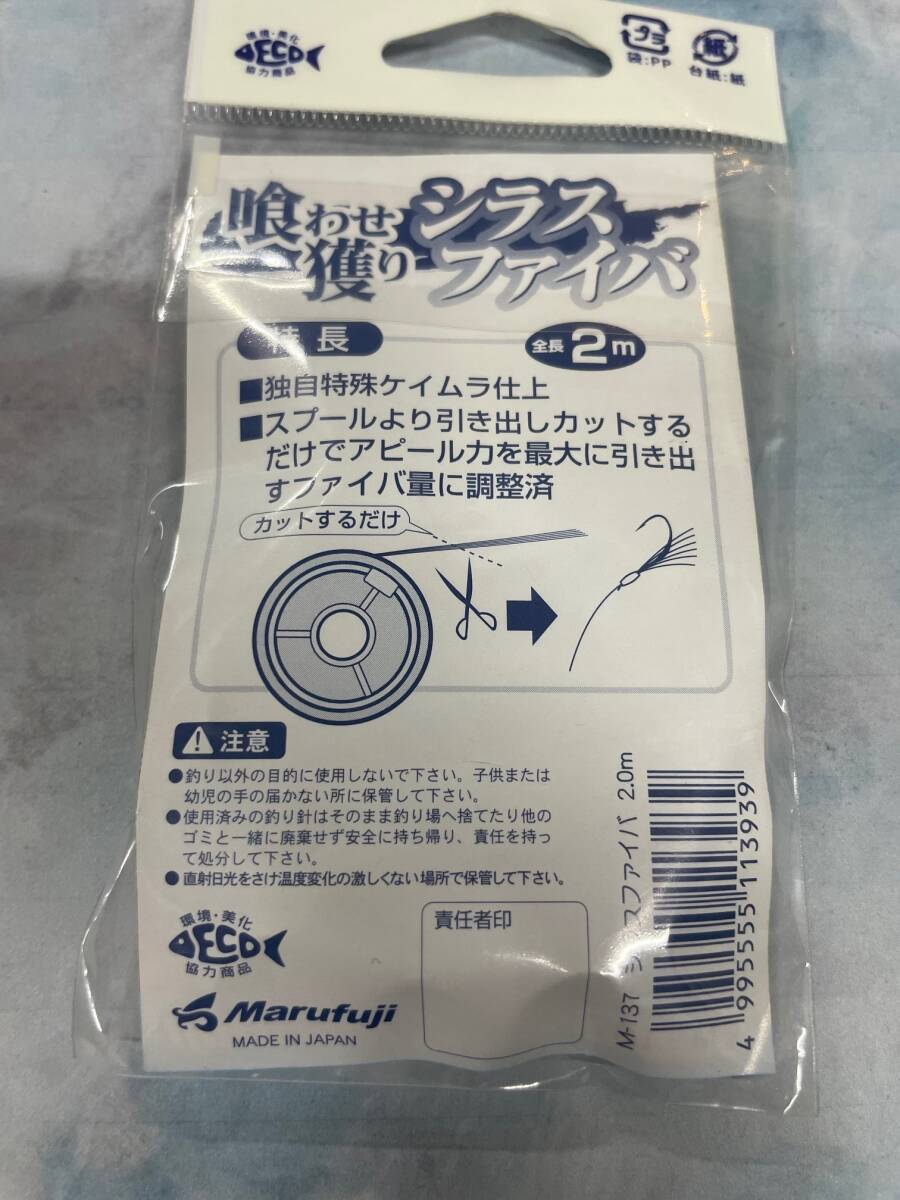 環境・美化
ECO
協力商品
プラ
袋:PP
紙
台紙:紙
喰わせ
一獲り
シラス
ファイバ
特長
全長2m
■独自特殊ケイムラ仕上
■スプールより引き出しカットする
だけでアピール力を最大に引き出
すファイバ量に調整済
カットするだけ
注意
●釣り以外の目的に使用しないで下さい。子供または
幼児の手の届かない所に保管して下さい。
●使用済みの釣り針はそのまま釣り場へ捨てたり他の
ゴミと一緒に廃棄せず安全に持ち帰り、責任を持っ
て処分して下さい。
●直射日光をさけ温度変化の激しくない場所で保管して下さい。
環境・美化
ECO
協力商品
Marufuji
MADE IN JAPAN
責任者印
M-137 シラスファイバ 2.0m
4 995555 113939